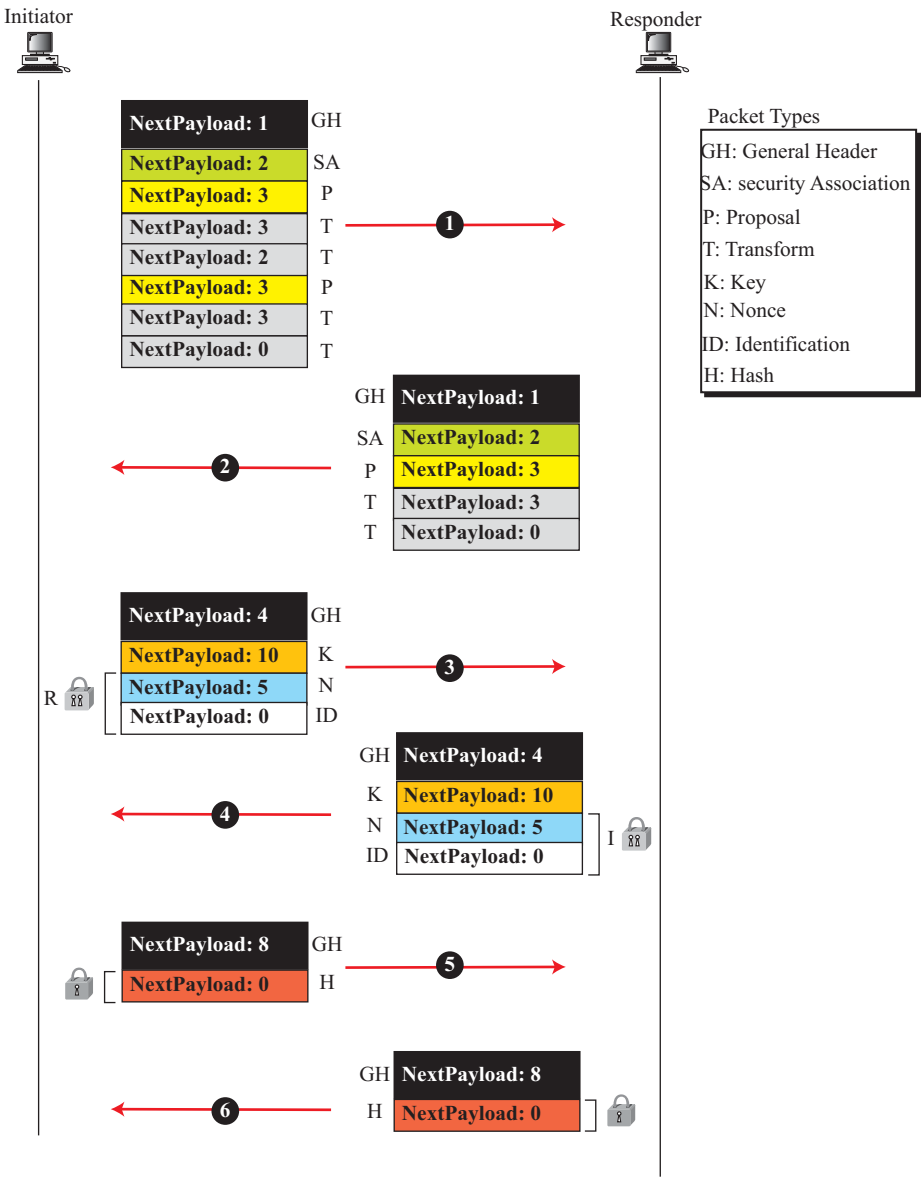 Initiator
Responder
NextPayload: 1 GH
NextPayload: 2 SA
NextPayload: 3 P
NextPayload: 3 T
NextPayload: 2 T
NextPayload: 3 P
NextPayload: 3 T
NextPayload: 0 T
1
Packet Types
GH: General Header
SA: security Association
P: Proposal
T: Transform
K: Key
N: Nonce
ID: Identification
H: Hash
GH NextPayload: 1
SA NextPayload: 2
P NextPayload: 3
T NextPayload: 3
T NextPayload: 0
2
NextPayload: 4 GH
NextPayload: 10 K
NextPayload: 5 N
NextPayload: 0 ID
R
3
GH NextPayload: 4
K NextPayload: 10
N NextPayload: 5
ID NextPayload: 0
I
4
NextPayload: 8 GH
NextPayload: 0 H
5
GH NextPayload: 8
H NextPayload: 0
6